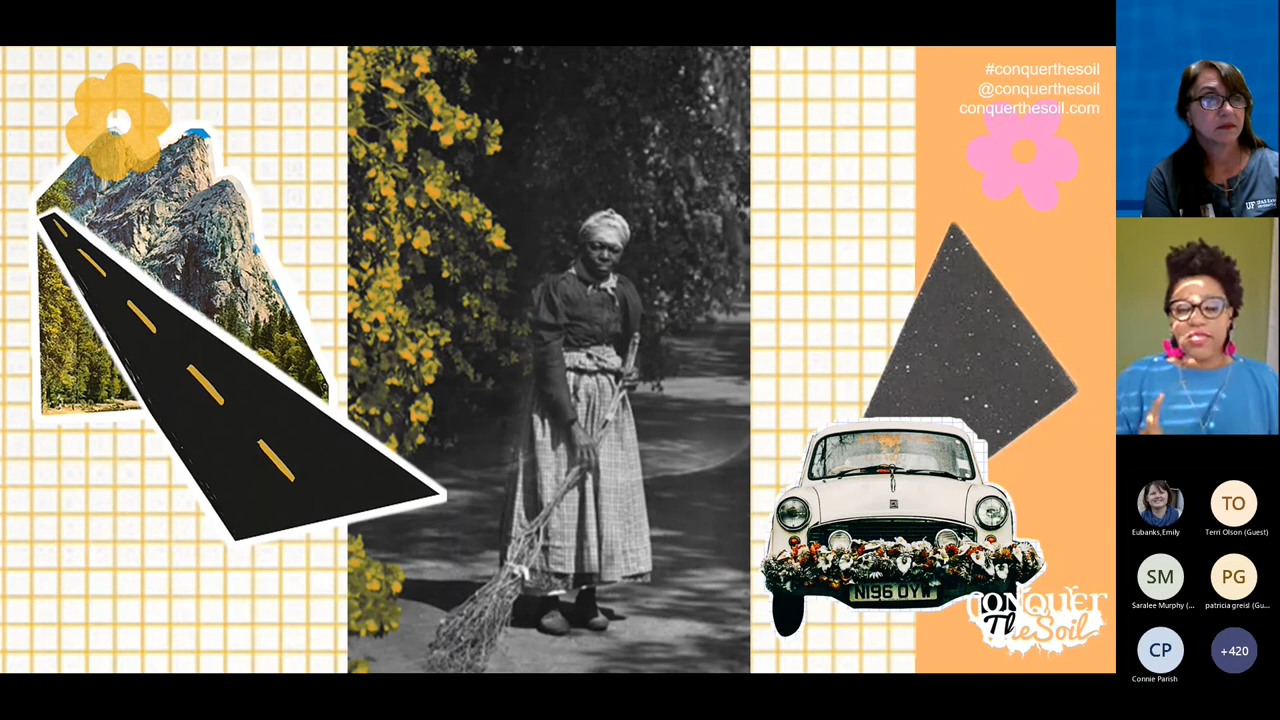 #conquerthesoil
@conquerthesoil
conquerthesoil.com
N196 OYW
CONQUER
The Soil
UF
Eubanks,Emily
TO
Terri Olson (Guest)
SM
Saralee Murphy (...
PG
patricia greisl (Gu...
CP
Connie Parish
+420